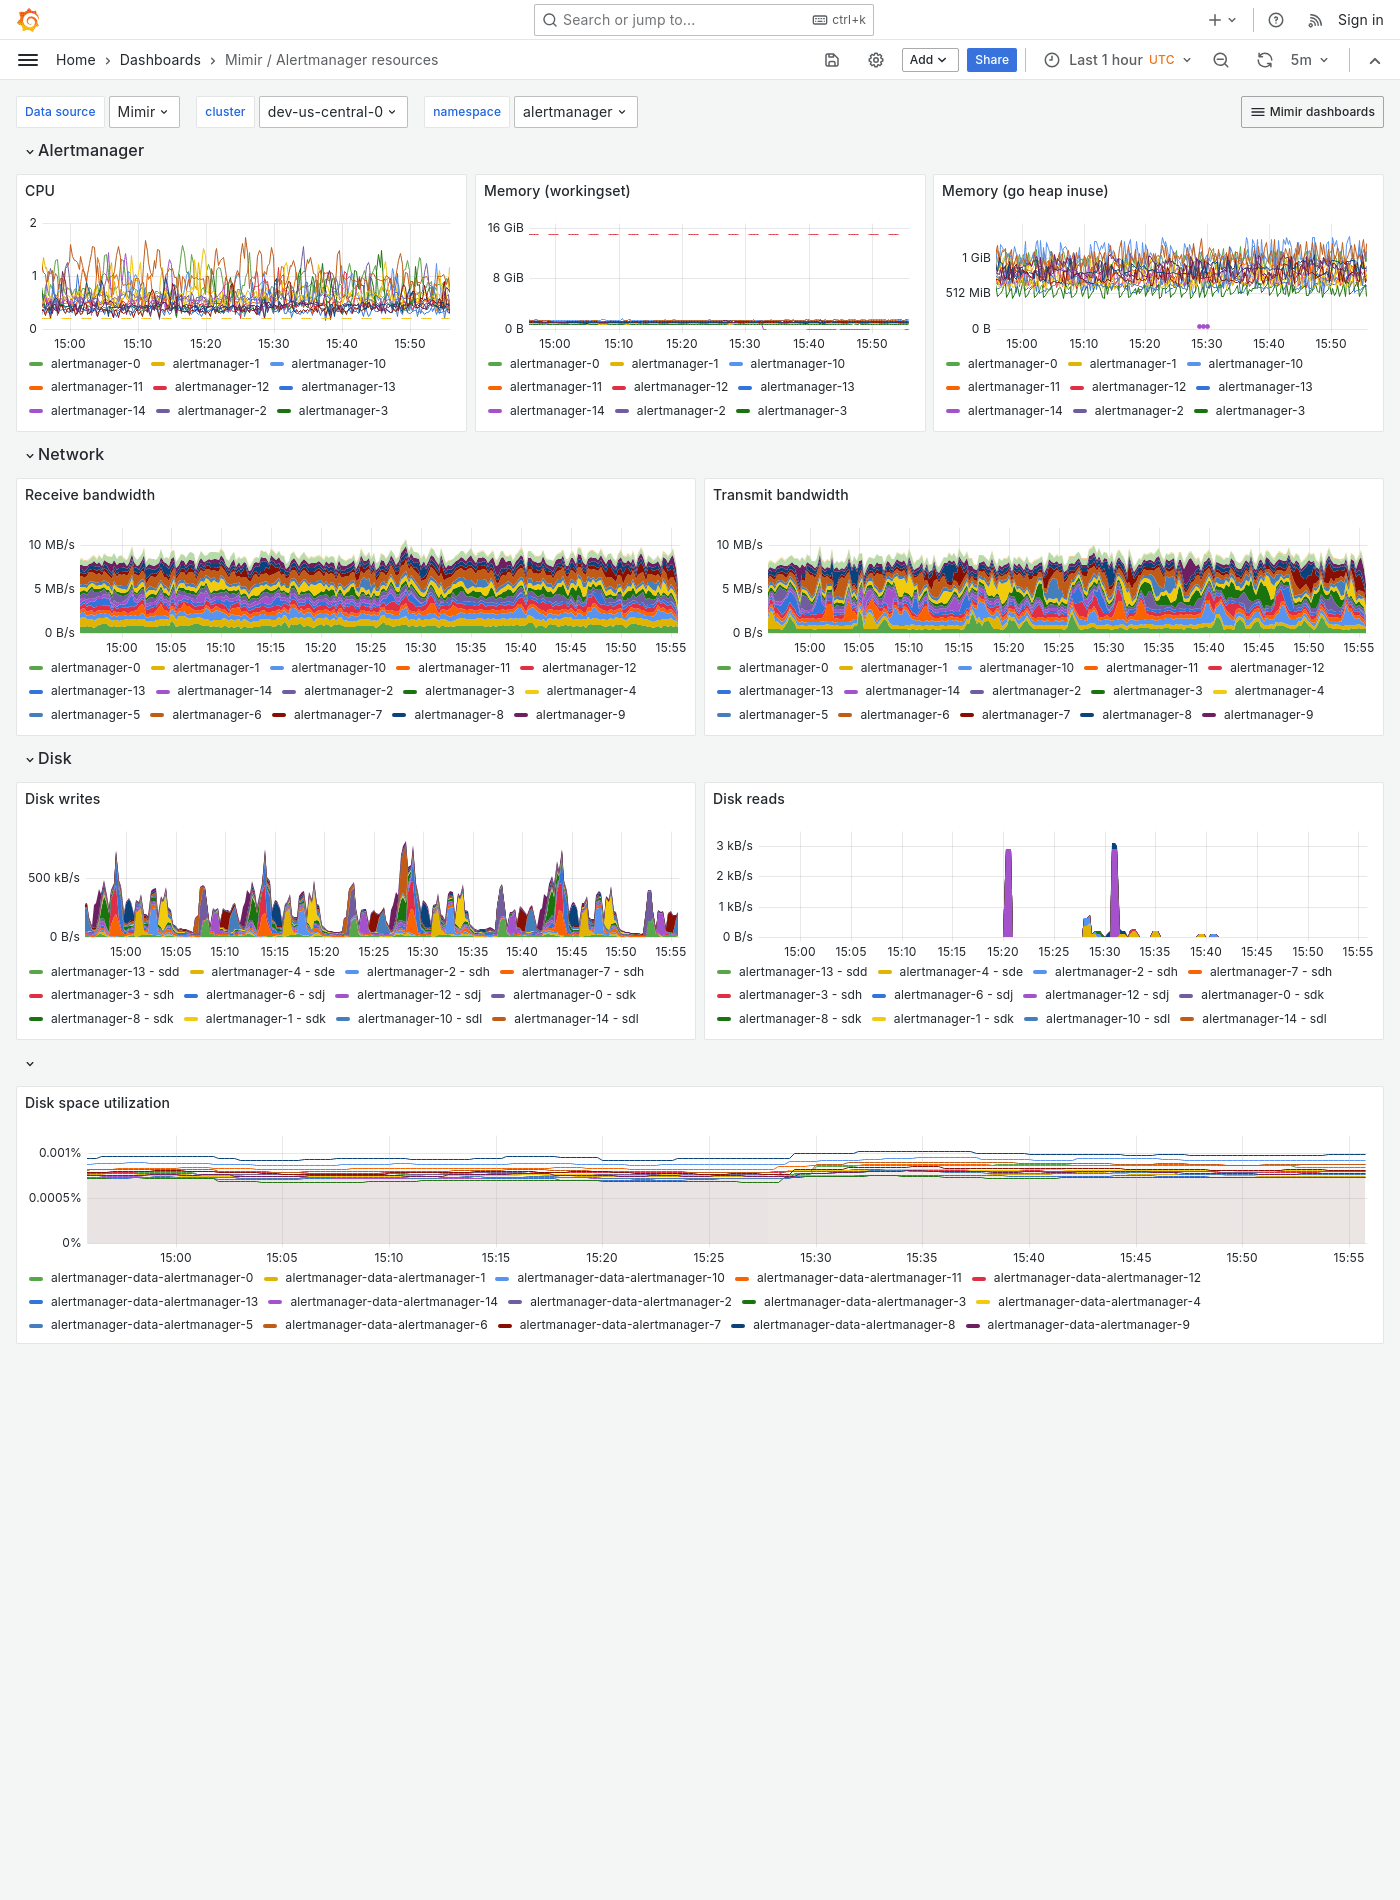 Search or jump to... ctrl+k Sign in
Home Dashboards Mimir / Alertmanager resources Add Share Last 1 hour UTC 5m
Data source Mimir cluster dev-us-central-0 namespace alertmanager Mimir dashboards
Alertmanager
CPU
2
1
0
15:00 15:10 15:20 15:30 15:40 15:50
alertmanager-0 alertmanager-1 alertmanager-10
alertmanager-11 alertmanager-12 alertmanager-13
alertmanager-14 alertmanager-2 alertmanager-3
Memory (workingset)
16 GiB
8 GiB
0 B
15:00 15:10 15:20 15:30 15:40 15:50
alertmanager-0 alertmanager-1 alertmanager-10
alertmanager-11 alertmanager-12 alertmanager-13
alertmanager-14 alertmanager-2 alertmanager-3
Memory (go heap inuse)
1 GiB
512 MiB
0 B
15:00 15:10 15:20 15:30 15:40 15:50
alertmanager-0 alertmanager-1 alertmanager-10
alertmanager-11 alertmanager-12 alertmanager-13
alertmanager-14 alertmanager-2 alertmanager-3
Network
Receive bandwidth
10 MB/s
5 MB/s
0 B/s
15:00 15:05 15:10 15:15 15:20 15:25 15:30 15:35 15:40 15:45 15:50 15:55
alertmanager-0 alertmanager-1 alertmanager-10 alertmanager-11 alertmanager-12
alertmanager-13 alertmanager-14 alertmanager-2 alertmanager-3 alertmanager-4
alertmanager-5 alertmanager-6 alertmanager-7 alertmanager-8 alertmanager-9
Transmit bandwidth
10 MB/s
5 MB/s
0 B/s
15:00 15:05 15:10 15:15 15:20 15:25 15:30 15:35 15:40 15:45 15:50 15:55
alertmanager-0 alertmanager-1 alertmanager-10 alertmanager-11 alertmanager-12
alertmanager-13 alertmanager-14 alertmanager-2 alertmanager-3 alertmanager-4
alertmanager-5 alertmanager-6 alertmanager-7 alertmanager-8 alertmanager-9
Disk
Disk writes
500 kB/s
0 B/s
15:00 15:05 15:10 15:15 15:20 15:25 15:30 15:35 15:40 15:45 15:50 15:55
alertmanager-13 - sdd alertmanager-4 - sde alertmanager-2 - sdh alertmanager-7 - sdh
alertmanager-3 - sdh alertmanager-6 - sdj alertmanager-12 - sdj alertmanager-0 - sdk
alertmanager-8 - sdk alertmanager-1 - sdk alertmanager-10 - sdl alertmanager-14 - sdl
Disk reads
3 kB/s
2 kB/s
1 kB/s
0 B/s
15:00 15:05 15:10 15:15 15:20 15:25 15:30 15:35 15:40 15:45 15:50 15:55
alertmanager-13 - sdd alertmanager-4 - sde alertmanager-2 - sdh alertmanager-7 - sdh
alertmanager-3 - sdh alertmanager-6 - sdj alertmanager-12 - sdj alertmanager-0 - sdk
alertmanager-8 - sdk alertmanager-1 - sdk alertmanager-10 - sdl alertmanager-14 - sdl
Disk space utilization
0.001%
0.0005%
0%
15:00 15:05 15:10 15:15 15:20 15:25 15:30 15:35 15:40 15:45 15:50 15:55
alertmanager-data-alertmanager-0 alertmanager-data-alertmanager-1 alertmanager-data-alertmanager-10 alertmanager-data-alertmanager-11 alertmanager-data-alertmanager-12
alertmanager-data-alertmanager-13 alertmanager-data-alertmanager-14 alertmanager-data-alertmanager-2 alertmanager-data-alertmanager-3 alertmanager-data-alertmanager-4
alertmanager-data-alertmanager-5 alertmanager-data-alertmanager-6 alertmanager-data-alertmanager-7 alertmanager-data-alertmanager-8 alertmanager-data-alertmanager-9